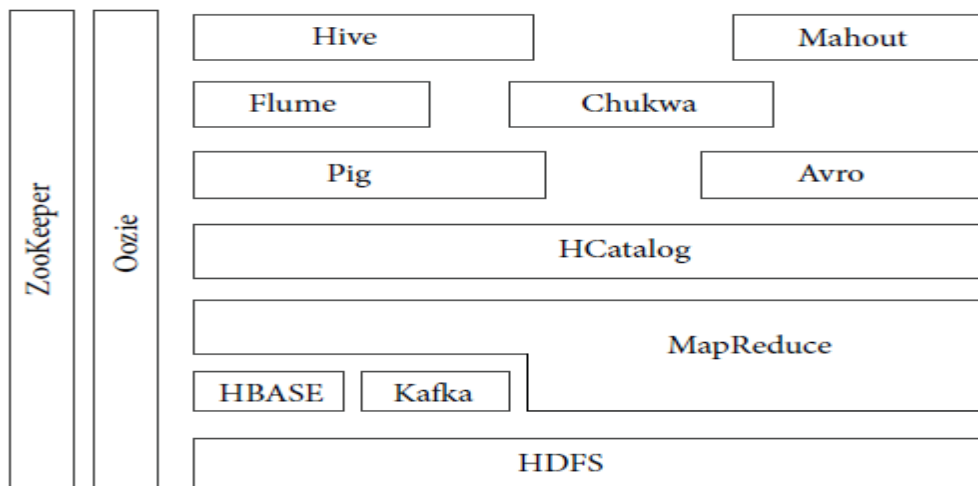 ZooKeeper
Oozie
Hive
Mahout
Flume
Chukwa
Pig
Avro
HCatalog
MapReduce
HBASE
Kafka
HDFS